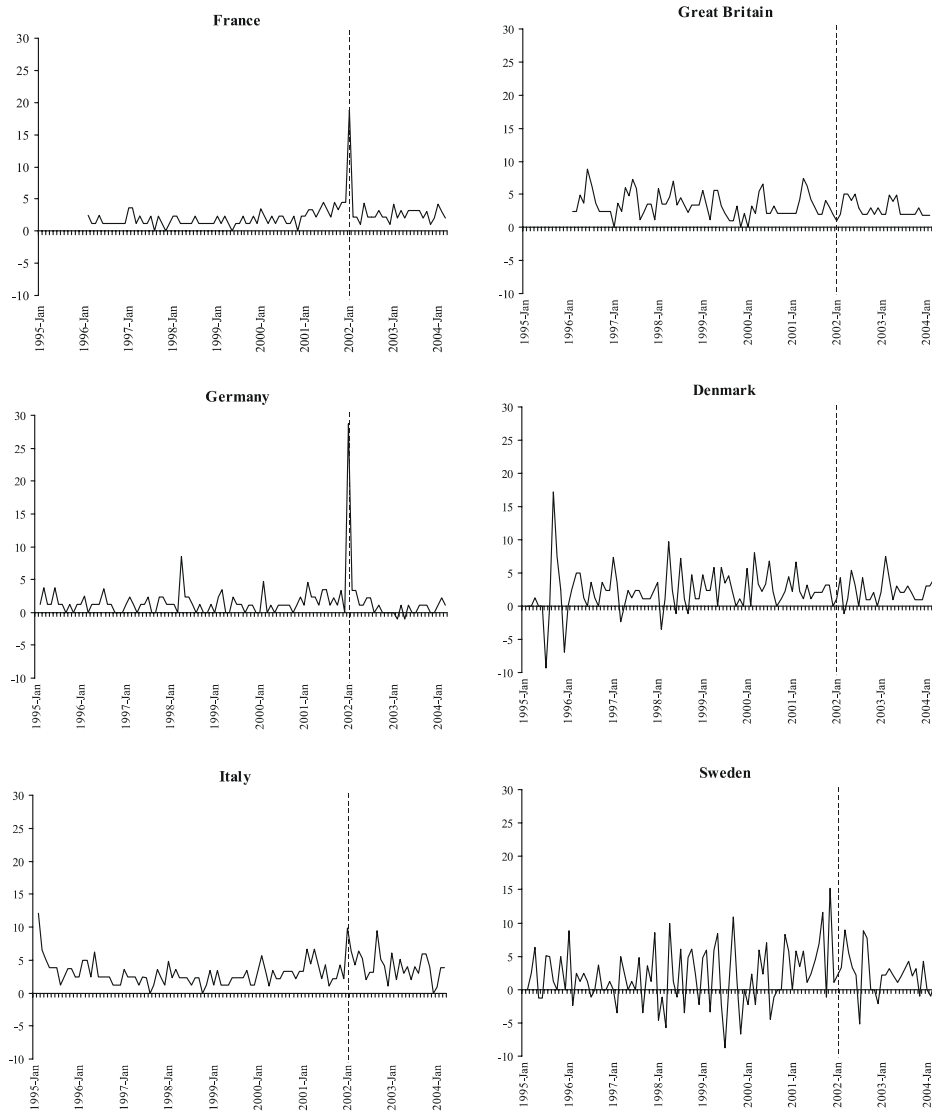 France
30
25
20
15
10
5
0
-5
-10
1995-Jan
1996-Jan
1997-Jan
1998-Jan
1999-Jan
2000-Jan
2001-Jan
2002-Jan
2003-Jan
2004-Jan
Great Britain
30
25
20
15
10
5
0
-5
-10
1995-Jan
1996-Jan
1997-Jan
1998-Jan
1999-Jan
2000-Jan
2001-Jan
2002-Jan
2003-Jan
2004-Jan
Germany
30
25
20
15
10
5
0
-5
-10
1995-Jan
1996-Jan
1997-Jan
1998-Jan
1999-Jan
2000-Jan
2001-Jan
2002-Jan
2003-Jan
2004-Jan
Denmark
30
25
20
15
10
5
0
-5
-10
1995-Jan
1996-Jan
1997-Jan
1998-Jan
1999-Jan
2000-Jan
2001-Jan
2002-Jan
2003-Jan
2004-Jan
Italy
30
25
20
15
10
5
0
-5
-10
1995-Jan
1996-Jan
1997-Jan
1998-Jan
1999-Jan
2000-Jan
2001-Jan
2002-Jan
2003-Jan
2004-Jan
Sweden
30
25
20
15
10
5
0
-5
-10
1995-Jan
1996-Jan
1997-Jan
1998-Jan
1999-Jan
2000-Jan
2001-Jan
2002-Jan
2003-Jan
2004-Jan